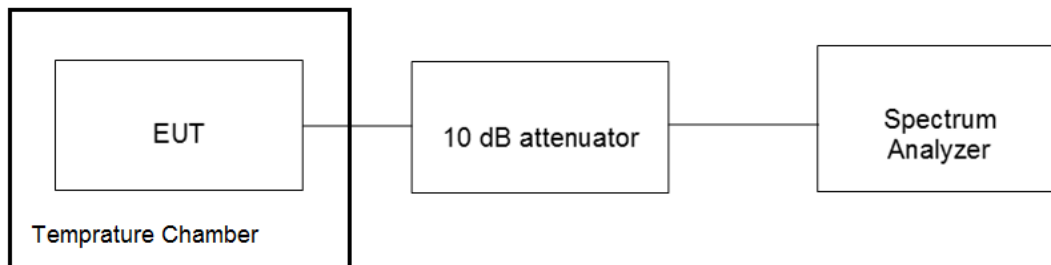 EUT
10 dB attenuator
Spectrum
Analyzer
Temprature Chamber